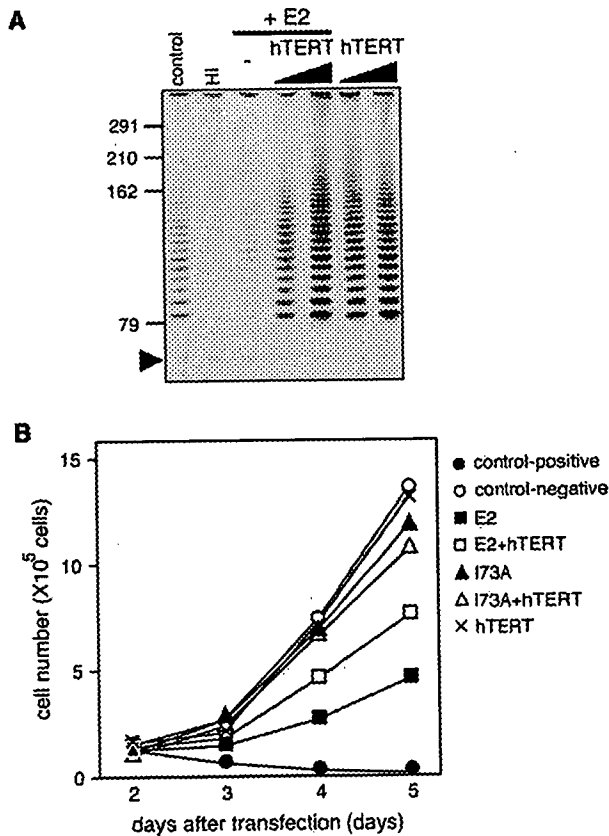 A
+ E2
control
HI
-
hTERT
hTERT
291
210
162
79
B
cell number (X10⁵ cells)
15
10
5
0
2
3
4
5
days after transfection (days)
control-positive
control-negative
E2
E2+hTERT
I73A
I73A+hTERT
hTERT